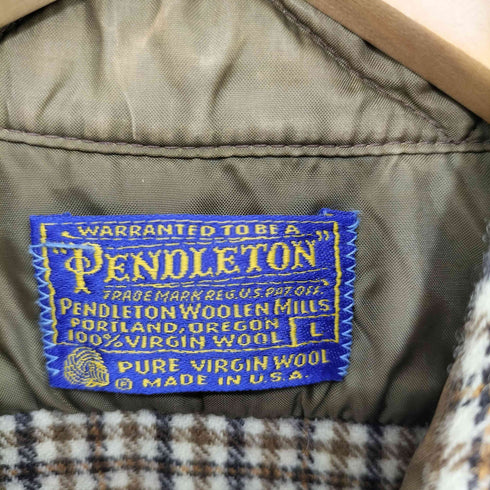 WARRANTED TO BE A
"PENDLETON"
TRADE MARK REG. U.S. PAT. OFF.
PENDLETON WOOLEN MILLS
PORTLAND, OREGON
100% VIRGIN WOOL L
PURE VIRGIN WOOL
MADE IN U.S.A.